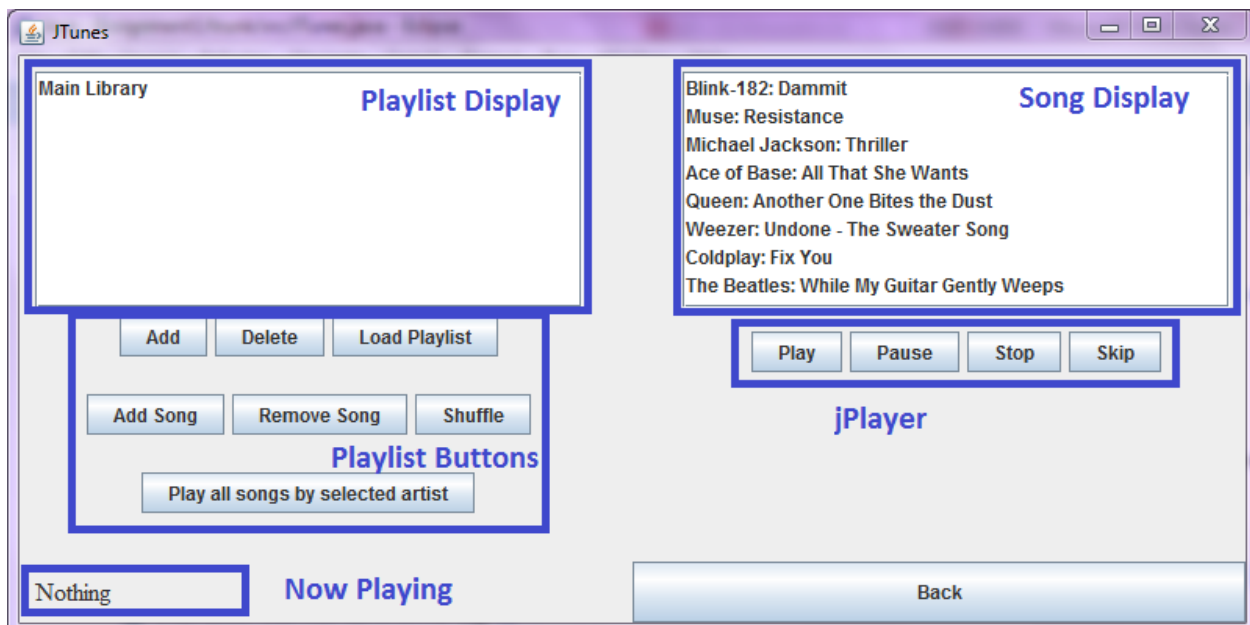 JTunes
Main Library
Playlist Display
Blink-182: Dammit
Song Display
Muse: Resistance
Michael Jackson: Thriller
Ace of Base: All That She Wants
Queen: Another One Bites the Dust
Weezer: Undone - The Sweater Song
Coldplay: Fix You
The Beatles: While My Guitar Gently Weeps
Add Delete Load Playlist
Add Song Remove Song Shuffle
Playlist Buttons
Play all songs by selected artist
Play Pause Stop Skip
jPlayer
Nothing
Now Playing
Back